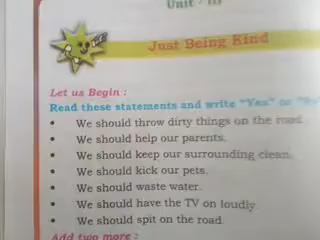 Unit - III
Just Being Kind
Let us Begin :
Read these statements and write "Yes" or "No"
• We should throw dirty things on the road.
• We should help our parents.
• We should keep our surrounding clean.
• We should kick our pets.
• We should waste water.
• We should have the TV on loudly.
• We should spit on the road.
Add two more :